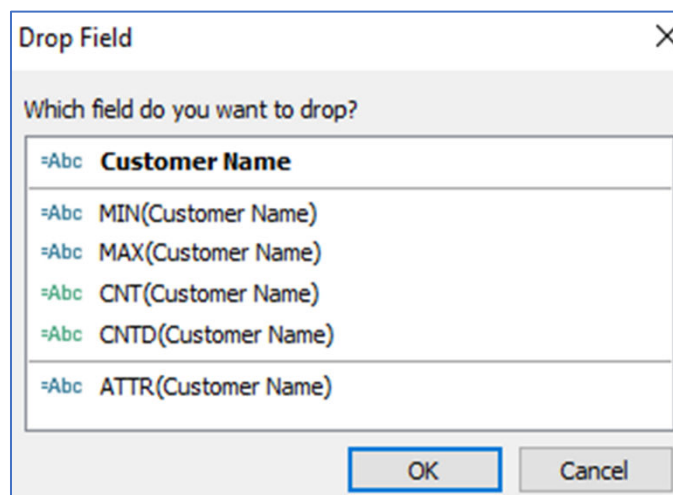 Drop Field
Which field do you want to drop?
=Abc Customer Name
=Abc MIN(Customer Name)
=Abc MAX(Customer Name)
=Abc CNT(Customer Name)
=Abc CNTD(Customer Name)
=Abc ATTR(Customer Name)
OK Cancel